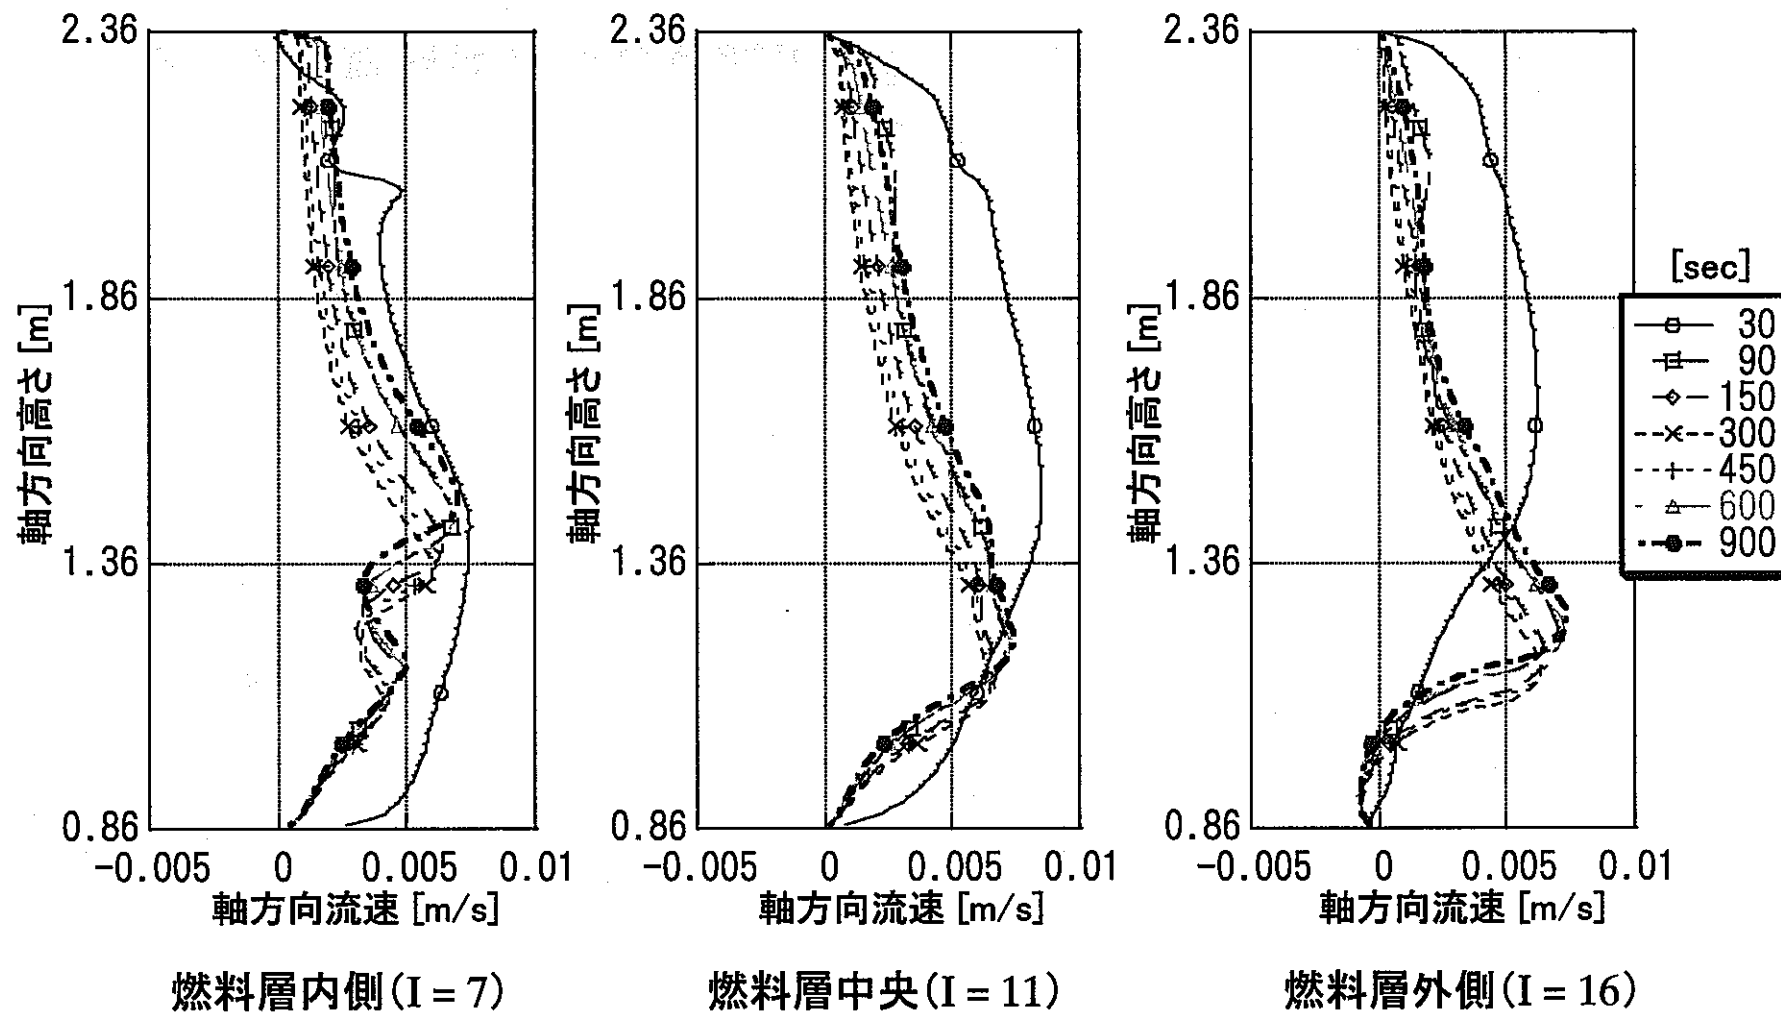 2.36
1.86
1.36
0.86
軸方向高さ [m]
-0.005 0 0.005 0.01
軸方向流速 [m/s]
燃料層内側(I = 7)
2.36
1.86
1.36
0.86
軸方向高さ [m]
-0.005 0 0.005 0.01
軸方向流速 [m/s]
燃料層中央(I = 11)
2.36
1.86
1.36
0.86
軸方向高さ [m]
-0.005 0 0.005 0.01
軸方向流速 [m/s]
燃料層外側(I = 16)
[sec]
30
90
150
300
450
600
900